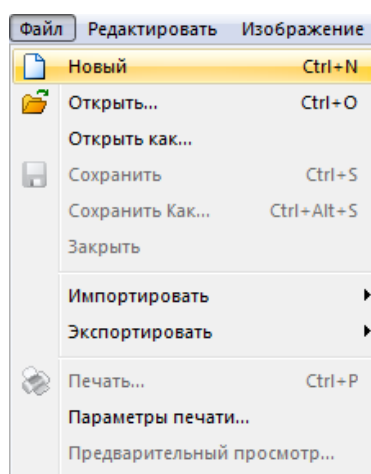 Файл Редактировать Изображение
Новый Ctrl+N
Открыть... Ctrl+O
Открыть как...
Сохранить Ctrl+S
Сохранить Как... Ctrl+Alt+S
Закрыть
Импортировать
Экспортировать
Печать... Ctrl+P
Параметры печати...
Предварительный просмотр...